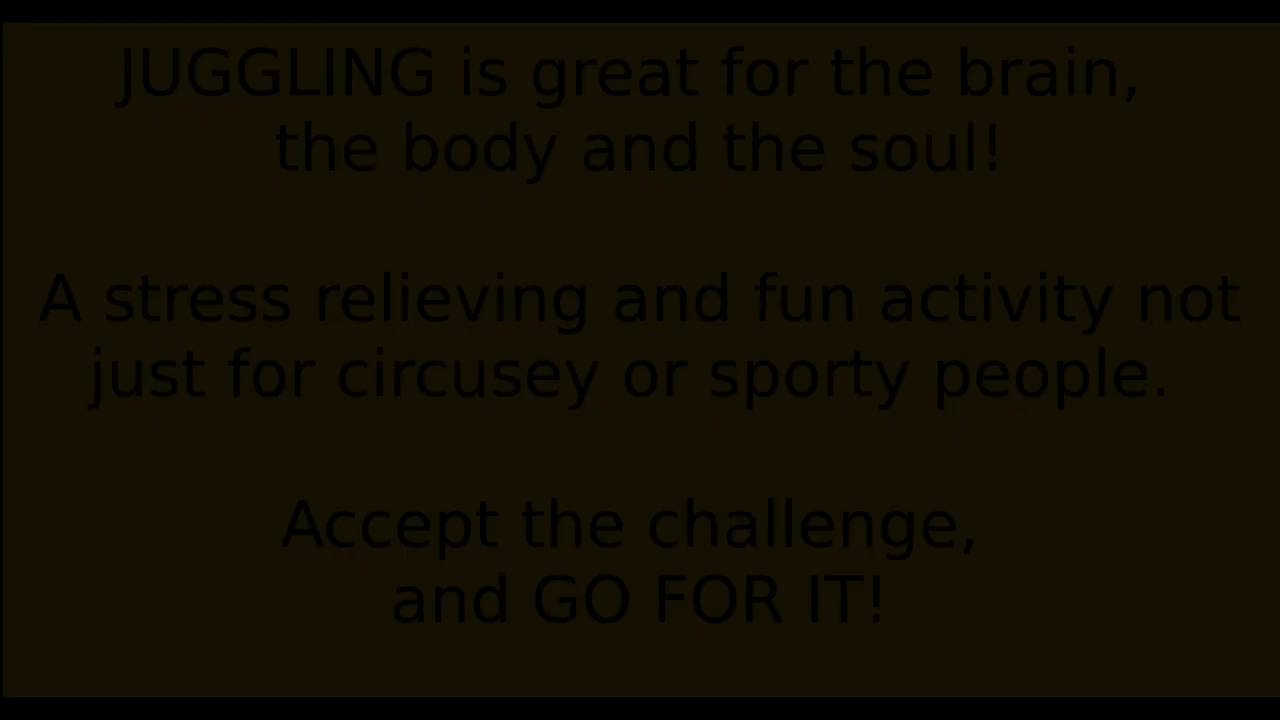 JUGGLING is great for the brain,
the body and the soul!
A stress relieving and fun activity not
just for circusey or sporty people.
Accept the challenge,
and GO FOR IT!